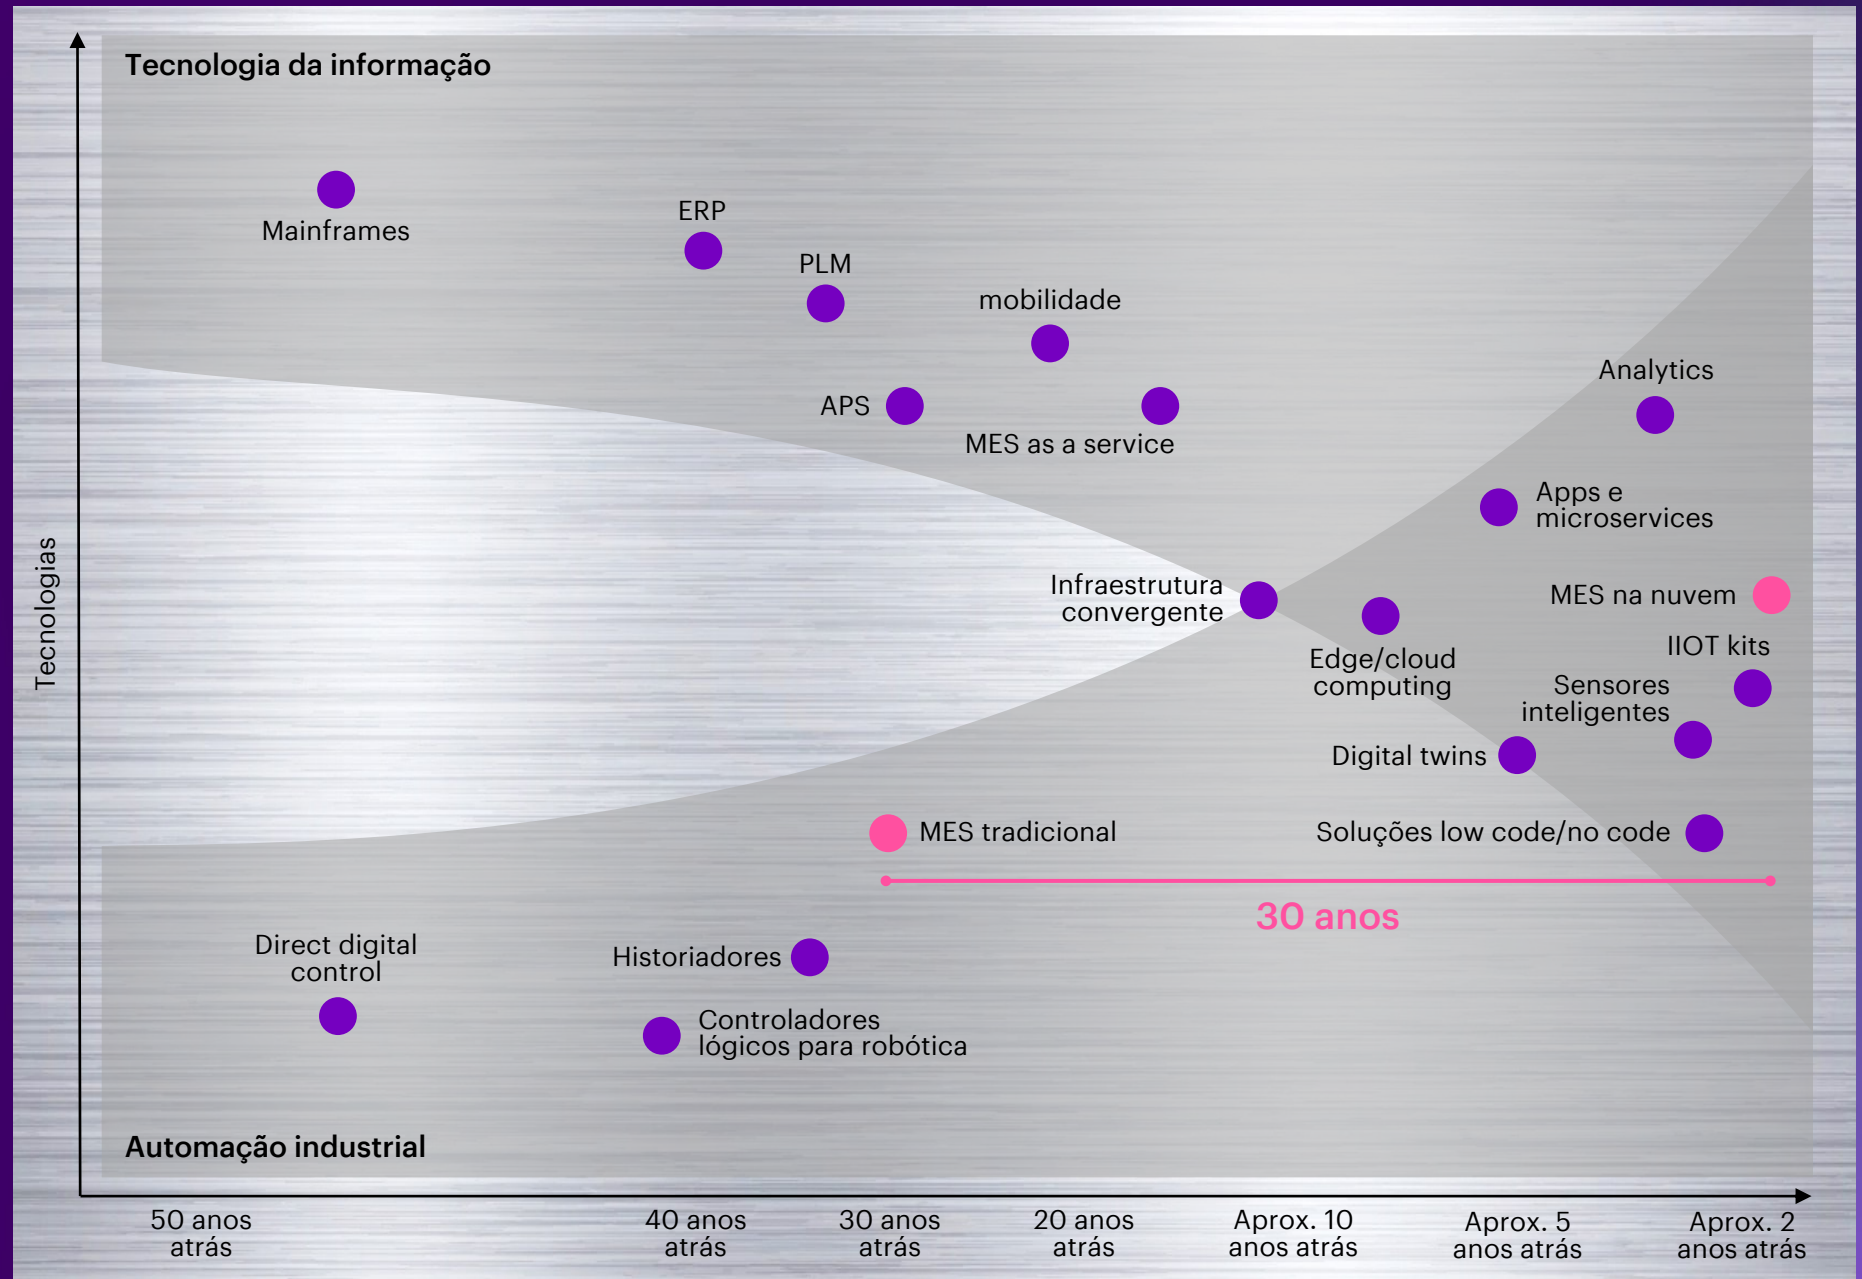 Tecnologia da informação
Mainframes
ERP
PLM
mobilidade
APS
MES as a service
Analytics
Apps e
microservices
Infraestrutura
convergente
MES na nuvem
Edge/cloud
computing
IIOT kits
Sensores
inteligentes
Digital twins
MES tradicional
Soluções low code/no code
30 anos
Direct digital
control
Historiadores
Controladores
lógicos para robótica
Automação industrial
Tecnologias
50 anos
atrás
40 anos
atrás
30 anos
atrás
20 anos
atrás
Aprox. 10
anos atrás
Aprox. 5
anos atrás
Aprox. 2
anos atrás